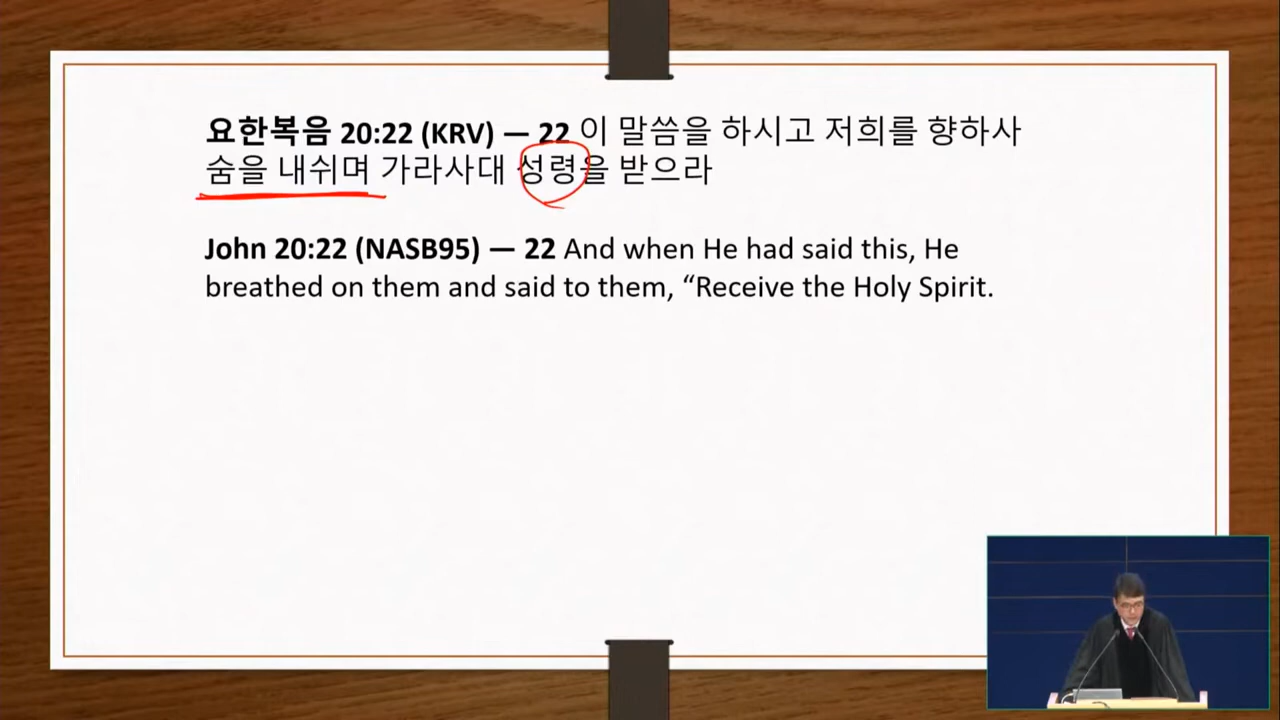 요한복음 20:22 (KRV) — 22 이 말씀을 하시고 저희를 향하사
숨을 내쉬며 가라사대 성령을 받으라
John 20:22 (NASB95) — 22 And when He had said this, He
breathed on them and said to them, “Receive the Holy Spirit.